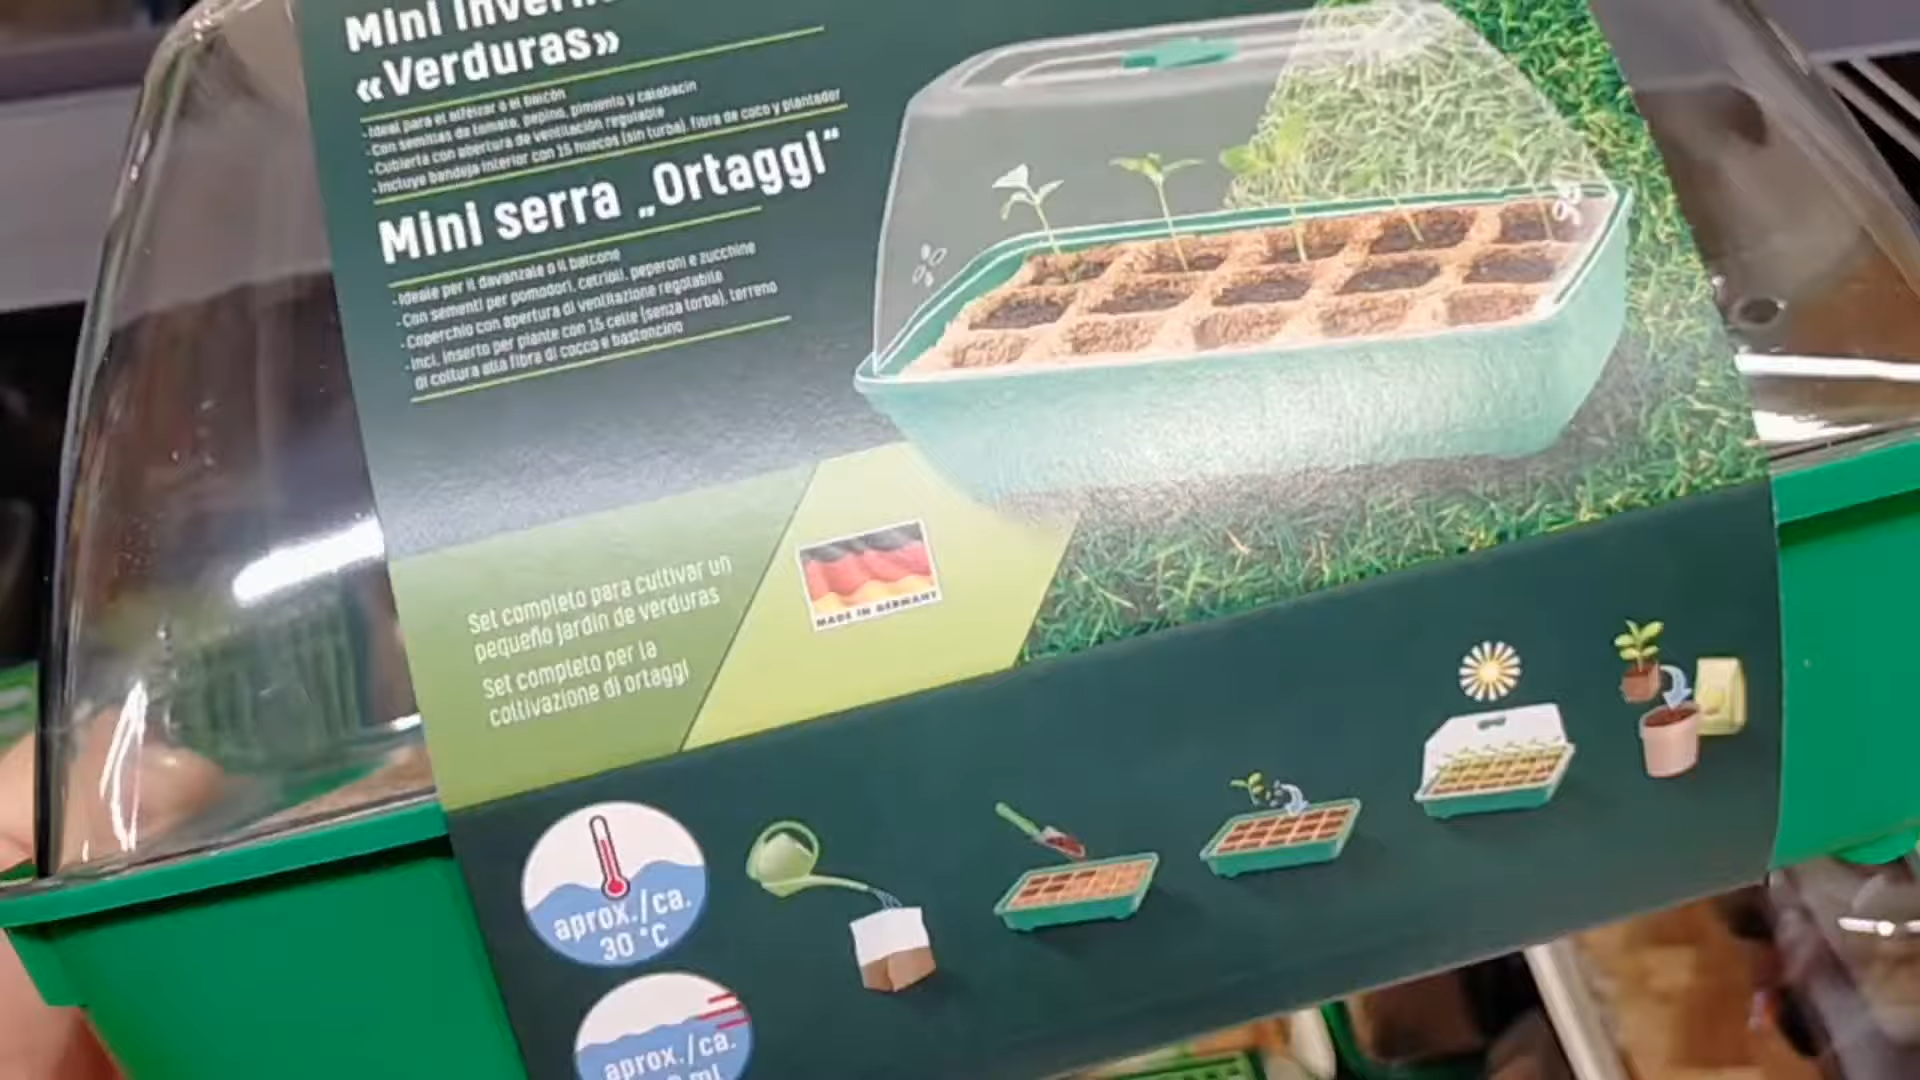 Mini
«Verduras»
- Ideal para el alféizar o el balcón
- Con semillas de tomate, pepino, pimiento y calabacín
- Cubierta con abertura de ventilación regulable
- Incluye bandeja interior con 15 huecos (sin turba), fibra de coco y plantador
Mini serra „Ortaggi“
- Ideale per il davanzale o il balcone
- Con sementi per pomodori, cetrioli, peperoni e zucchine
- Coperchio con apertura di ventilazione regolabile
- Incl. inserto per piante con 15 celle (senza torba), terreno
di coltura alla fibra di cocco e bastoncino
Set completo para cultivar un
pequeño jardín de verduras
Set completo per la
coltivazione di ortaggi
MADE IN GERMANY
aprox./ca.
30 °C
aprox./ca.
ml